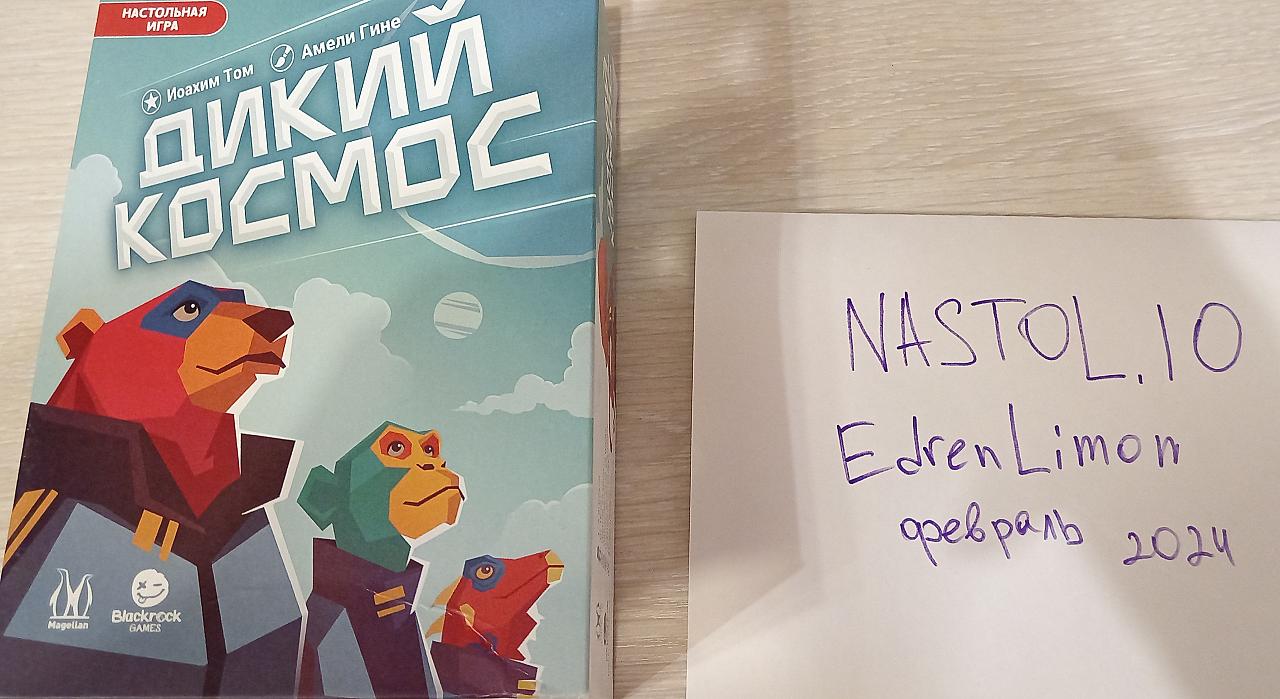 НАСТОЛЬНАЯ
ИГРА
Иоахим Том
Амели Гине
ДИКИЙ
КОСМОС
Magellan
Blackrock
GAMES
NASTOL.IO
EdrenLimon
февраль 2024